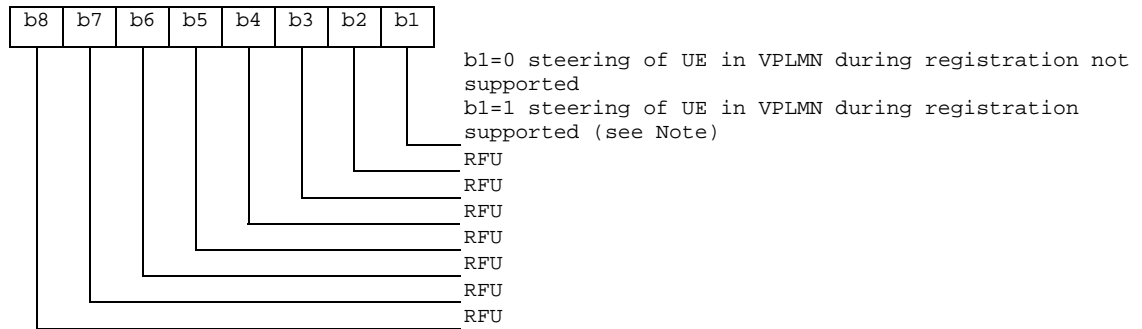 b8 b7 b6 b5 b4 b3 b2 b1
b1=0 steering of UE in VPLMN during registration not
supported
b1=1 steering of UE in VPLMN during registration
supported (see Note)
RFU
RFU
RFU
RFU
RFU
RFU
RFU